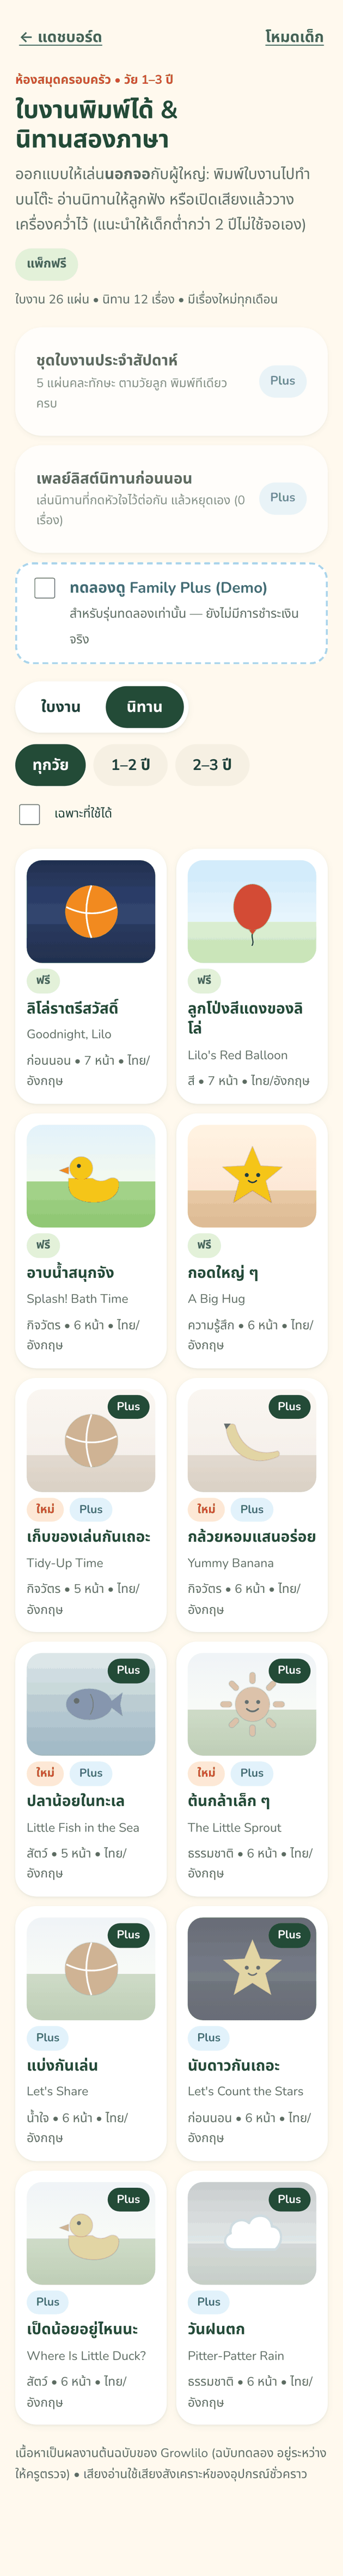 ← แดชบอร์ด
โหมดเด็ก
ห้องสมุดครอบครัว • วัย 1–3 ปี
ใบงานพิมพ์ได้ &
นิทานสองภาษา
ออกแบบให้เล่นนอกจอกับผู้ใหญ่: พิมพ์ใบงานไปทำ
บนโต๊ะ อ่านนิทานให้ลูกฟัง หรือเปิดเสียงแล้ววาง
เครื่องคว่ำไว้ (แนะนำให้เด็กต่ำกว่า 2 ปีไม่ใช้จอเอง)
แพ็กฟรี
ใบงาน 26 แผ่น • นิทาน 12 เรื่อง • มีเรื่องใหม่ทุกเดือน
ชุดใบงานประจำสัปดาห์
5 แผ่นคละทักษะ ตามวัยลูก พิมพ์ทีเดียว
ครบ
Plus
เพลย์ลิสต์นิทานก่อนนอน
เล่นนิทานที่กดหัวใจไว้ต่อกัน แล้วหยุดเอง (0
เรื่อง)
Plus
ทดลองดู Family Plus (Demo)
สำหรับรุ่นทดลองเท่านั้น — ยังไม่มีการชำระเงิน
จริง
ใบงาน
นิทาน
ทุกวัย
1–2 ปี
2–3 ปี
เฉพาะที่ใช้ได้
ฟรี
ลิโล่ราตรีสวัสดิ์
Goodnight, Lilo
ก่อนนอน • 7 หน้า • ไทย/
อังกฤษ
ฟรี
ลูกโป่งสีแดงของลิ
โล่
Lilo's Red Balloon
สี • 7 หน้า • ไทย/อังกฤษ
ฟรี
อาบน้ำสนุกจัง
Splash! Bath Time
กิจวัตร • 6 หน้า • ไทย/
อังกฤษ
ฟรี
กอดใหญ่ ๆ
A Big Hug
ความรู้สึก • 6 หน้า • ไทย/
อังกฤษ
Plus
ใหม่
Plus
เก็บของเล่นกันเถอะ
Tidy-Up Time
กิจวัตร • 5 หน้า • ไทย/
อังกฤษ
Plus
ใหม่
Plus
กล้วยหอมแสนอร่อย
Yummy Banana
กิจวัตร • 6 หน้า • ไทย/
อังกฤษ
Plus
ใหม่
Plus
ปลาน้อยในทะเล
Little Fish in the Sea
สัตว์ • 5 หน้า • ไทย/
อังกฤษ
Plus
ใหม่
Plus
ต้นกล้าเล็ก ๆ
The Little Sprout
ธรรมชาติ • 6 หน้า • ไทย/
อังกฤษ
Plus
Plus
แบ่งกันเล่น
Let's Share
น้ำใจ • 6 หน้า • ไทย/
อังกฤษ
Plus
Plus
นับดาวกันเถอะ
Let's Count the Stars
ก่อนนอน • 6 หน้า • ไทย/
อังกฤษ
Plus
Plus
เป็ดน้อยอยู่ไหนนะ
Where Is Little Duck?
สัตว์ • 6 หน้า • ไทย/
อังกฤษ
Plus
Plus
วันฝนตก
Pitter-Patter Rain
ธรรมชาติ • 6 หน้า • ไทย/
อังกฤษ
เนื้อหาเป็นผลงานต้นฉบับของ Growlilo (ฉบับทดลอง อยู่ระหว่าง
ให้ครูตรวจ) • เสียงอ่านใช้เสียงสังเคราะห์ของอุปกรณ์ชั่วคราว